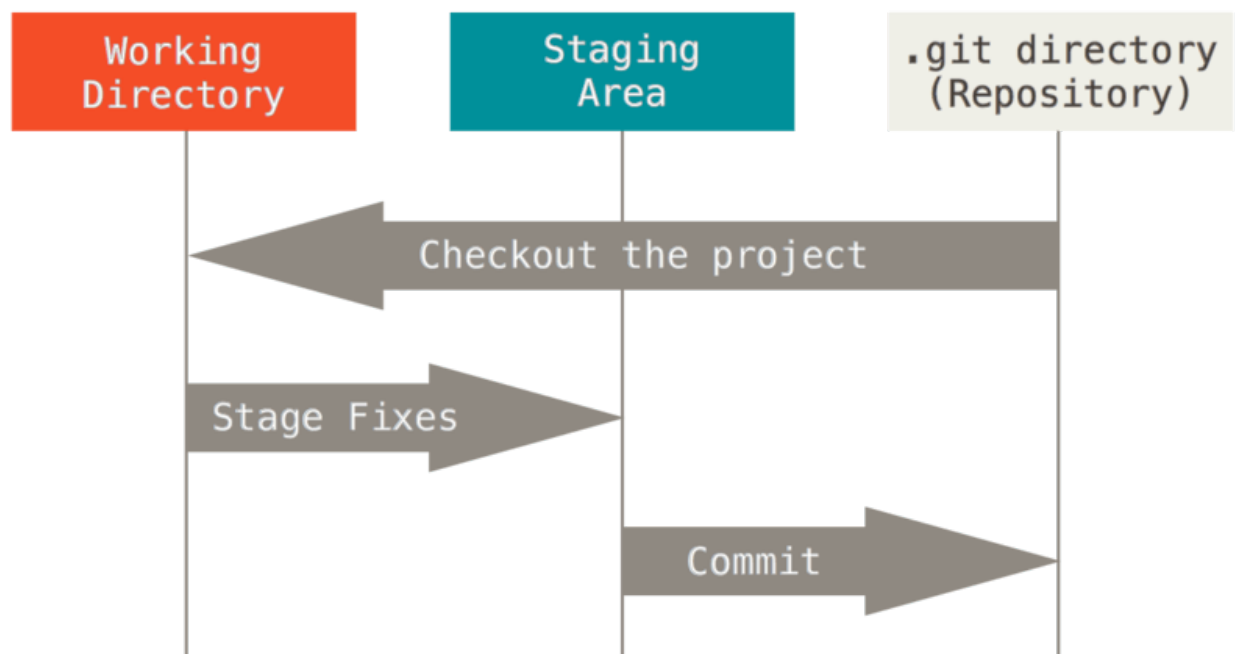 Working
Directory
Staging
Area
.git directory
(Repository)
Checkout the project
Stage Fixes
Commit